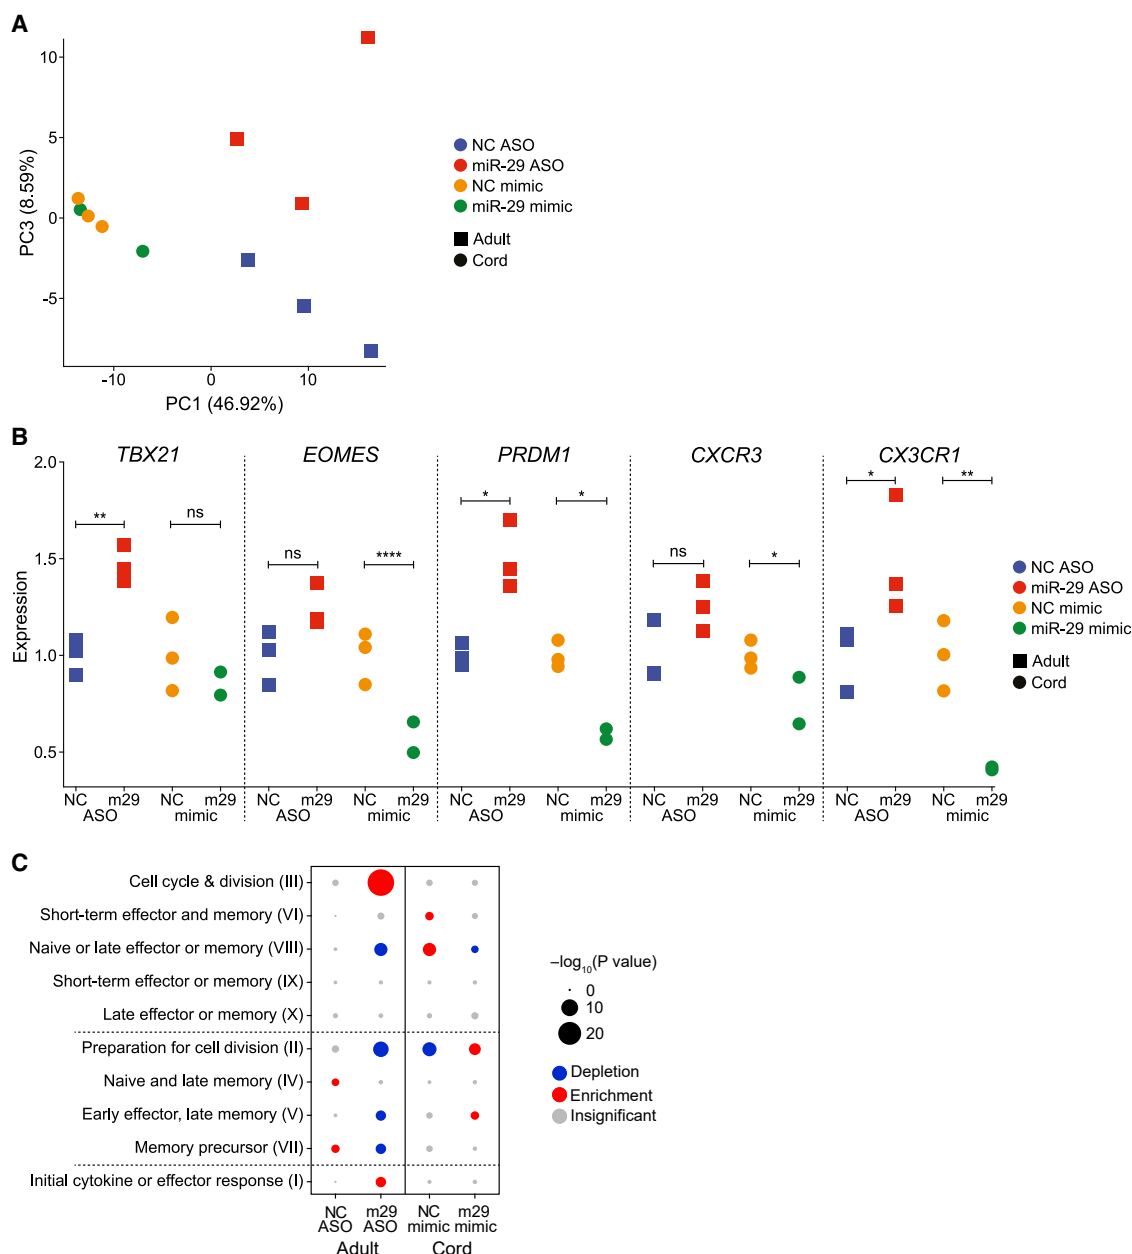 A
10
5
0
-5
PC3 (8.59%)
-10
0
10
PC1 (46.92%)
NC ASO
miR-29 ASO
NC mimic
miR-29 mimic
Adult
Cord
B
TBX21
EOMES
PRDM1
CXCR3
CX3CR1
2.0
1.5
1.0
0.5
Expression
**
ns
ns
****
*
*
ns
*
*
**
NC m29 NC m29
ASO mimic
NC m29 NC m29
ASO mimic
NC m29 NC m29
ASO mimic
NC m29 NC m29
ASO mimic
NC m29 NC m29
ASO mimic
NC ASO
miR-29 ASO
NC mimic
miR-29 mimic
Adult
Cord
C
Cell cycle & division (III)
Short-term effector and memory (VI)
Naive or late effector or memory (VIII)
Short-term effector or memory (IX)
Late effector or memory (X)
Preparation for cell division (II)
Naive and late memory (IV)
Early effector, late memory (V)
Memory precursor (VII)
Initial cytokine or effector response (I)
NC m29 NC m29
ASO ASO mimic mimic
Adult Cord
−log10(P value)
0
10
20
Depletion
Enrichment
Insignificant